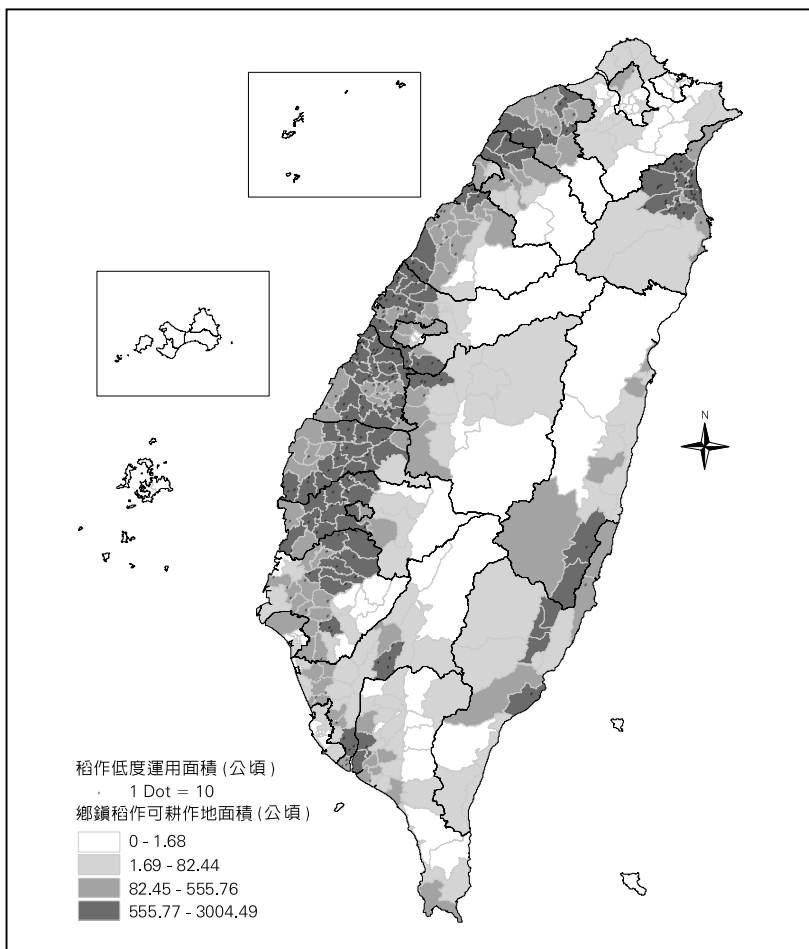 N
稻作低度運用面積(公頃)
1 Dot = 10
鄉鎮稻作可耕作地面積(公頃)
0 - 1.68
1.69 - 82.44
82.45 - 555.76
555.77 - 3004.49